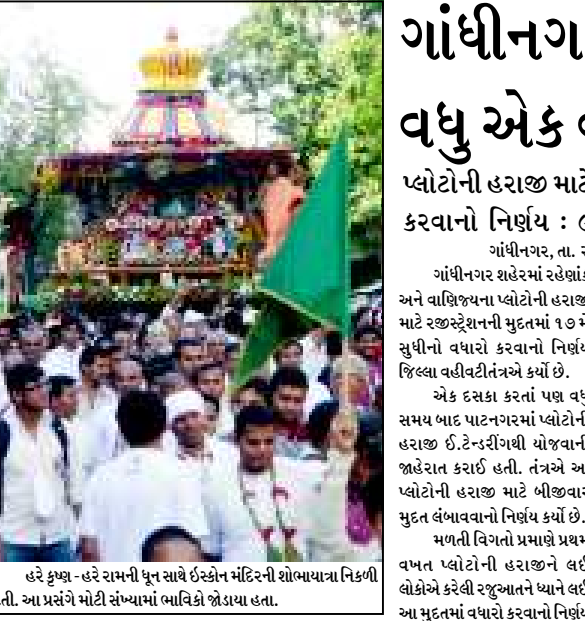 હરે કૃષ્ણ - હરે રામની ધૂન સાથે ઇસ્કોન મંદિરની શોભાયાત્રા નિકળી
તી. આ પ્રસંગે મોટી સંખ્યામાં ભાવિકો જોડાયા હતા.
ગાંધીનગ
વધુ એક
પ્લોટોની હરાજી માટે
કરવાનો નિર્ણય :
ગાંધીનગર, તા.
ગાંધીનગર શહેરમાં રહેણાંક
અને વાણિજ્યના પ્લોટોની હરાજી
માટે રજીસ્ટ્રેશનની મુદતમાં ૧૭ મે
સુધીનો વધારો કરવાનો નિર્ણય
જિલ્લા વહીવટીતંત્રએ કર્યો છે.
એક દસકા કરતાં પણ વધુ
સમય બાદ પાટનગરમાં પ્લોટોની
હરાજી ઈ.ટેન્ડરીંગથી યોજવાની
જાહેરાત કરાઈ હતી. તંત્રએ આ
પ્લોટોની હરાજી માટે બીજીવાર
મુદત લંબાવવાનો નિર્ણય કર્યો છે.
મળતી વિગતો પ્રમાણે પ્રથમ
વખત પ્લોટોની હરાજીને લઈ
લોકોએ કરેલી રજુઆતને ધ્યાને લઈ
આ મુદતમાં વધારો કરવાનો નિર્ણય